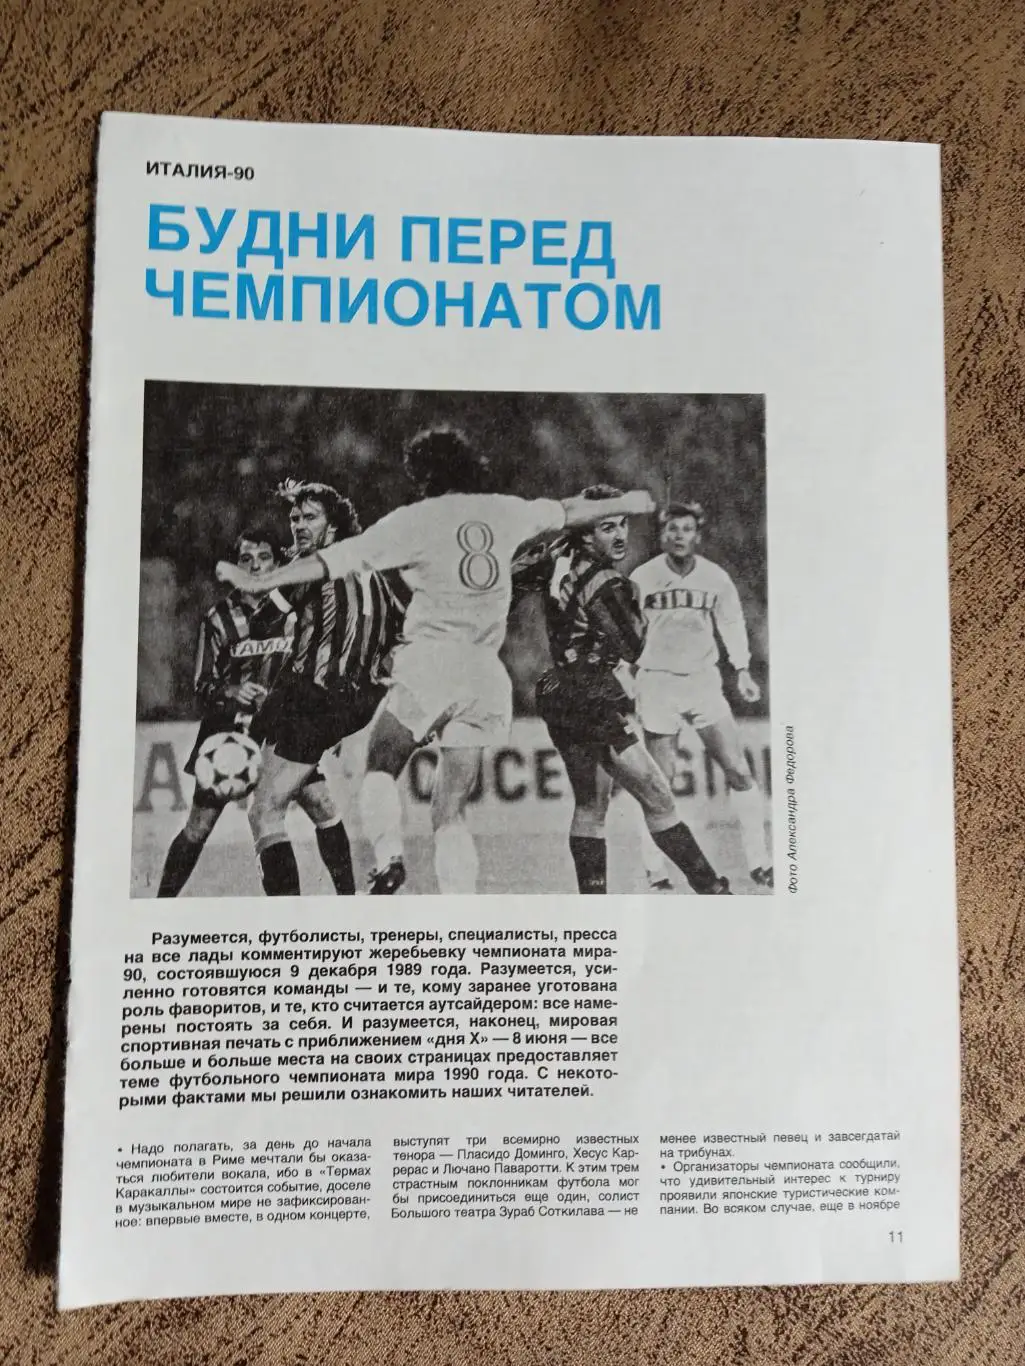 ИТАЛИЯ-90
БУДНИ ПЕРЕД
ЧЕМПИОНАТОМ
8
Фото Александра Федорова
Разумеется, футболисты, тренеры, специалисты, пресса
на все лады комментируют жеребьевку чемпионата мира-
90, состоявшуюся 9 декабря 1989 года. Разумеется, уси-
ленно готовятся команды — и те, кому заранее уготована
роль фаворитов, и те, кто считается аутсайдером: все наме-
рены постоять за себя. И разумеется, наконец, мировая
спортивная печать с приближением «дня X» — 8 июня — все
больше и больше места на своих страницах предоставляет
теме футбольного чемпионата мира 1990 года. С некото-
рыми фактами мы решили ознакомить наших читателей.
• Надо полагать, за день до начала
чемпионата в Риме мечтали бы оказа-
ться любители вокала, ибо в «Термах
Каракаллы» состоится событие, доселе
в музыкальном мире не зафиксирован-
ное: впервые вместе, в одном концерте,
выступят три всемирно известных
тенора — Пласидо Доминго, Хесус Кар-
рерас и Лючано Паваротти. К этим трем
страстным поклонникам футбола мог
бы присоединиться еще один, солист
Большого театра Зураб Соткилава — не
менее известный певец и завсегдатай
на трибунах.
• Организаторы чемпионата сообщили,
что удивительный интерес к турниру
проявили японские туристические ком-
пании. Во всяком случае, еще в ноябре
11